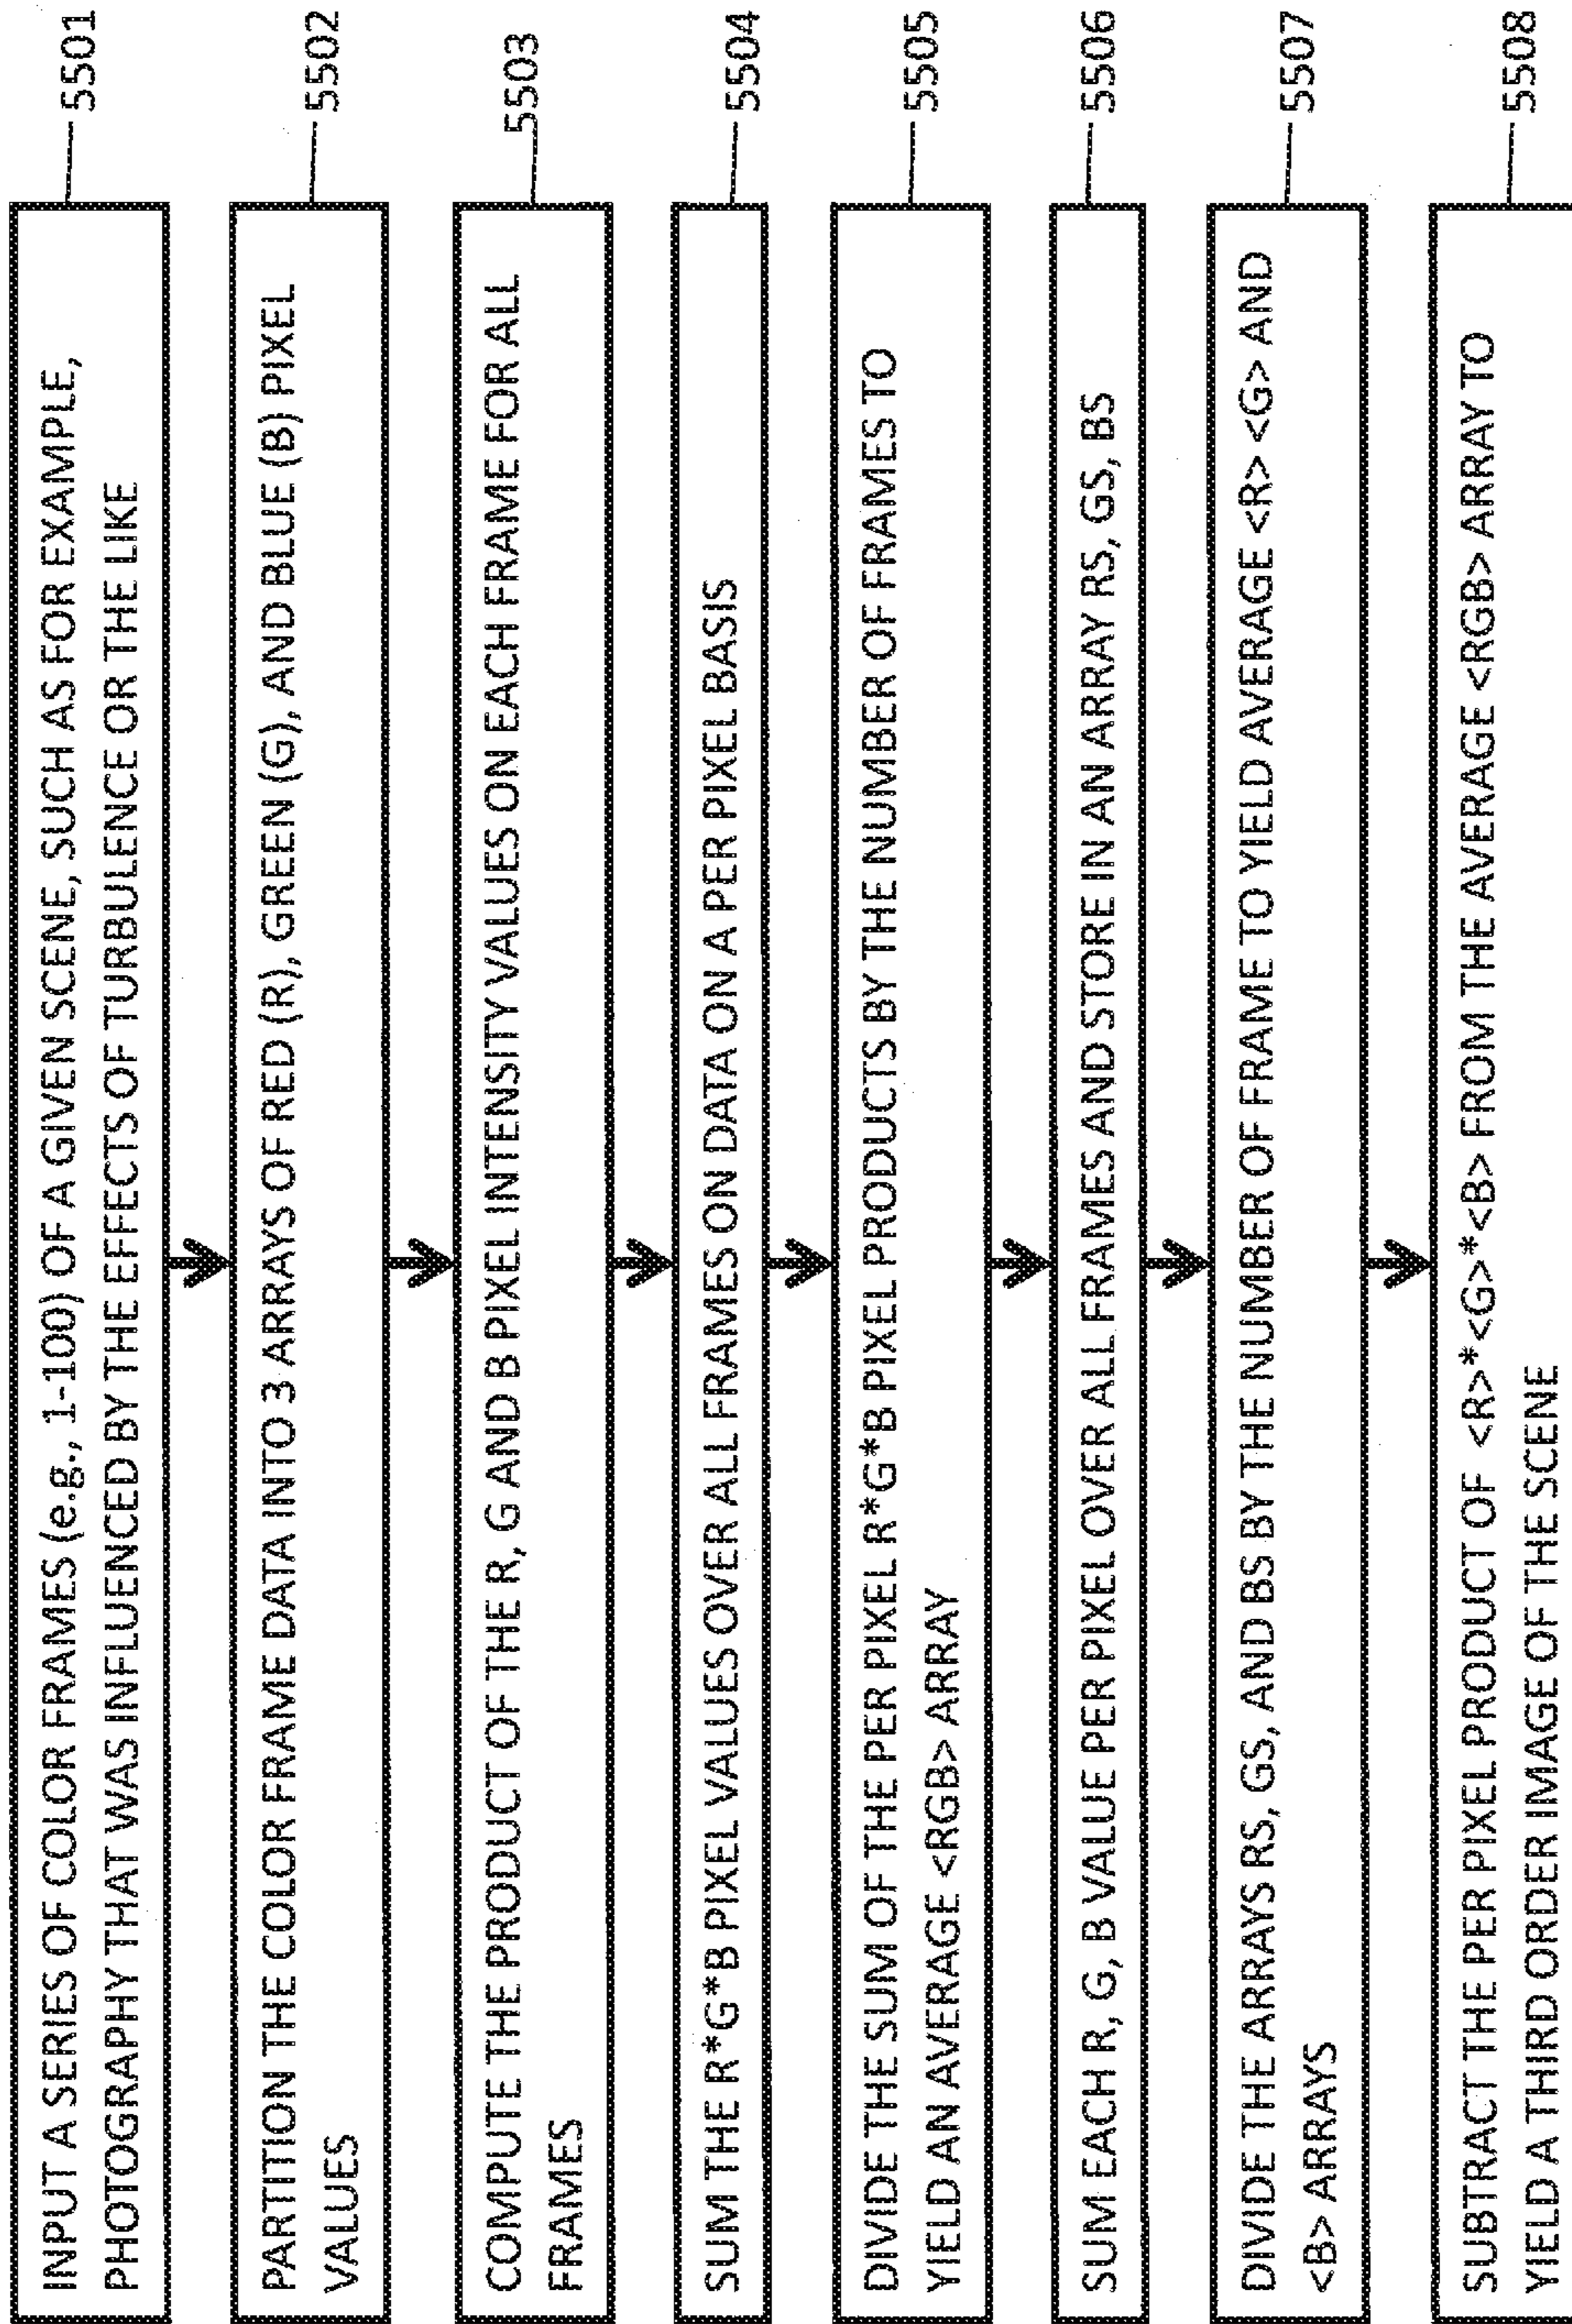 INPUT A SERIES OF COLOR FRAMES (e.g., 1-100) OF A GIVEN SCENE, SUCH AS FOR EXAMPLE,
PHOTOGRAPHY THAT WAS INFLUENCED BY THE EFFECTS OF TURBULENCE OR THE LIKE
5501
PARTITION THE COLOR FRAME DATA INTO 3 ARRAYS OF RED (R), GREEN (G), AND BLUE (B) PIXEL
VALUES
5502
COMPUTE THE PRODUCT OF THE R, G AND B PIXEL INTENSITY VALUES ON EACH FRAME FOR ALL
FRAMES
5503
SUM THE R*G*B PIXEL VALUES OVER ALL FRAMES ON DATA ON A PER PIXEL BASIS
5504
DIVIDE THE SUM OF THE PER PIXEL R*G*B PIXEL PRODUCTS BY THE NUMBER OF FRAMES TO
YIELD AN AVERAGE <RGB> ARRAY
5505
SUM EACH R, G, B VALUE PER PIXEL OVER ALL FRAMES AND STORE IN AN ARRAY RS, GS, BS
5506
DIVIDE THE ARRAYS RS, GS, AND BS BY THE NUMBER OF FRAME TO YIELD AVERAGE <R> <G> AND
<B> ARRAYS
5507
SUBTRACT THE PER PIXEL PRODUCT OF <R>*<G>*<B> FROM THE AVERAGE <RGB> ARRAY TO
YIELD A THIRD ORDER IMAGE OF THE SCENE
5508